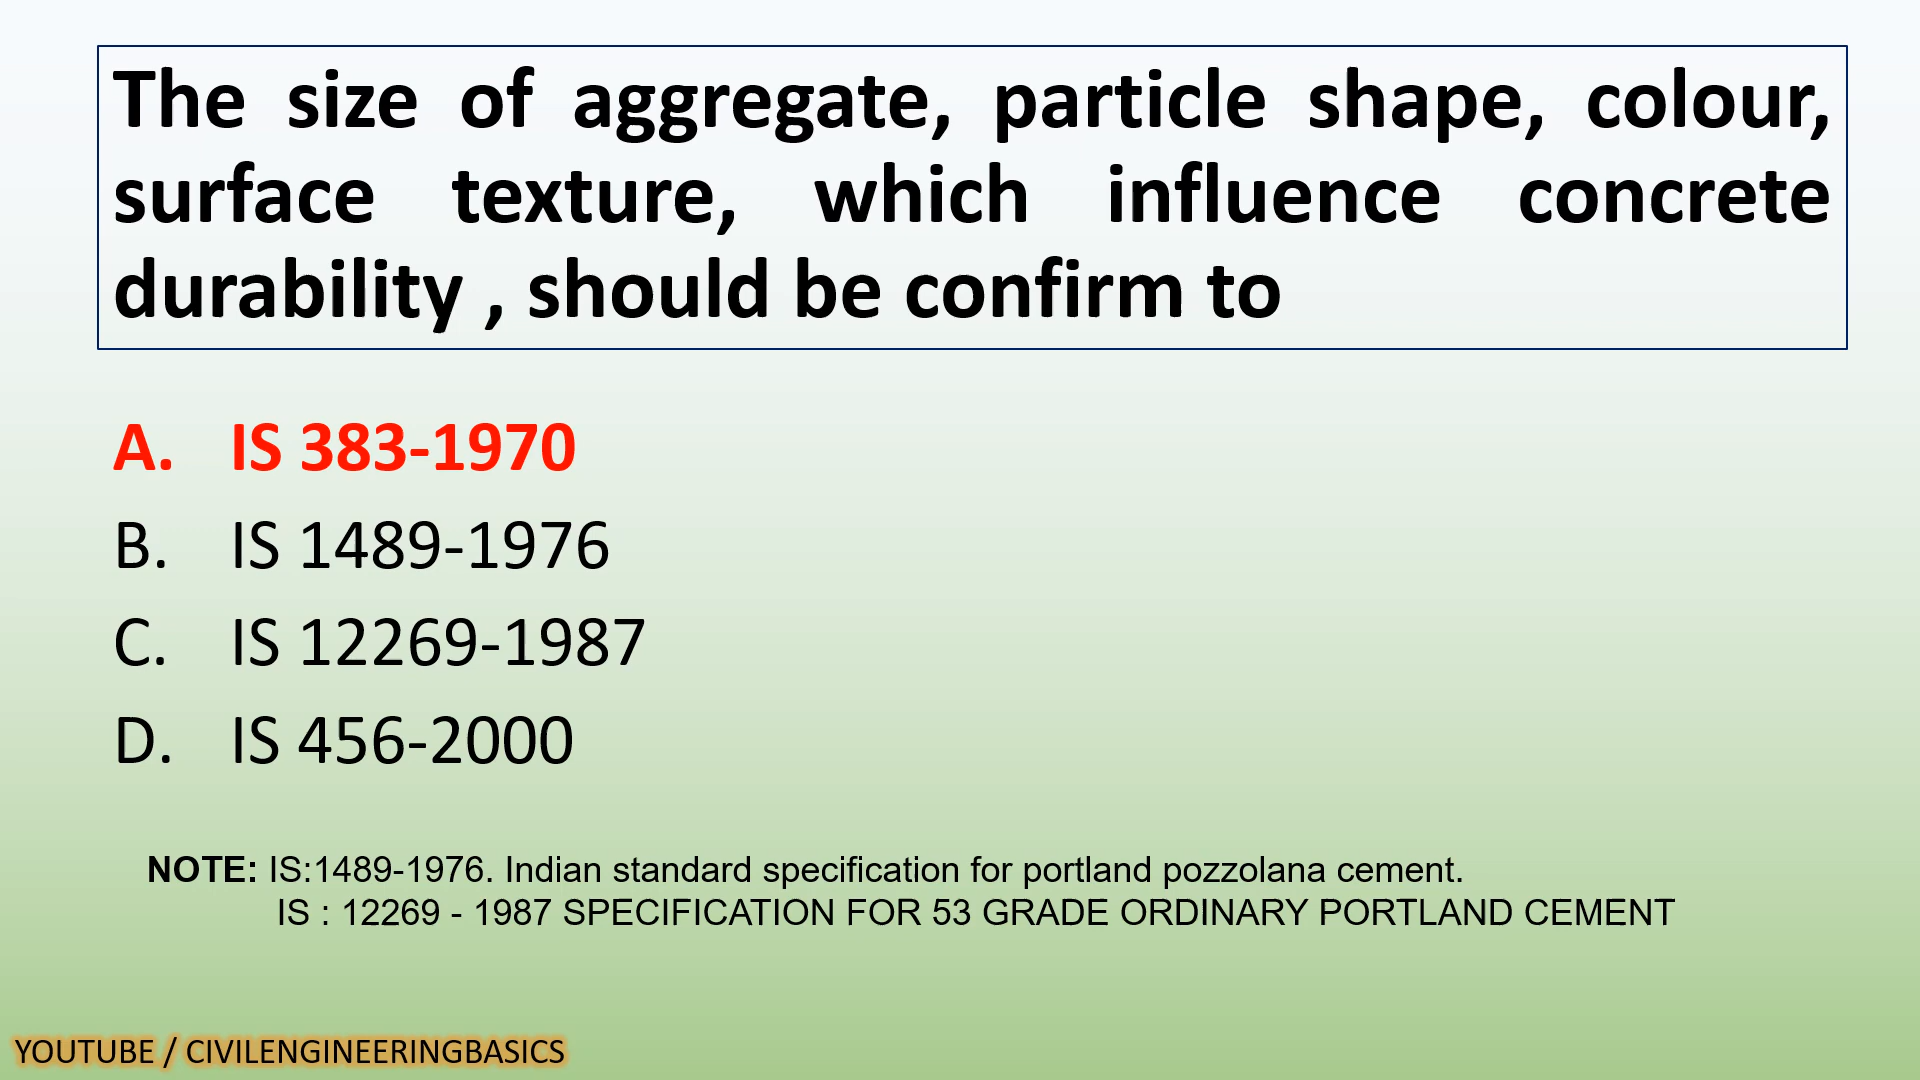 The size of aggregate, particle shape, colour,
surface texture, which influence concrete
durability , should be confirm to
A. IS 383-1970
B. IS 1489-1976
C. IS 12269-1987
D. IS 456-2000
NOTE: IS:1489-1976. Indian standard specification for portland pozzolana cement.
IS : 12269 - 1987 SPECIFICATION FOR 53 GRADE ORDINARY PORTLAND CEMENT
YOUTUBE / CIVILENGINEERINGBASICS